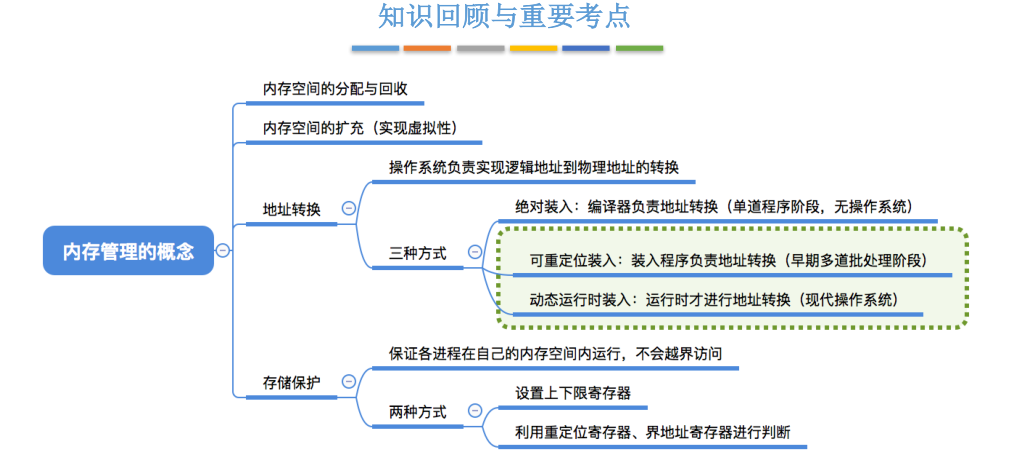 知识回顾与重要考点
内存空间的分配与回收
内存空间的扩充（实现虚拟性）
操作系统负责实现逻辑地址到物理地址的转换
地址转换
绝对装入：编译器负责地址转换（单道程序阶段，无操作系统）
内存管理的概念
三种方式
可重定位装入：装入程序负责地址转换（早期多道批处理阶段）
动态运行时装入：运行时才进行地址转换（现代操作系统）
保证各进程在自己的内存空间内运行，不会越界访问
存储保护
设置上下限寄存器
两种方式
利用重定位寄存器、界地址寄存器进行判断